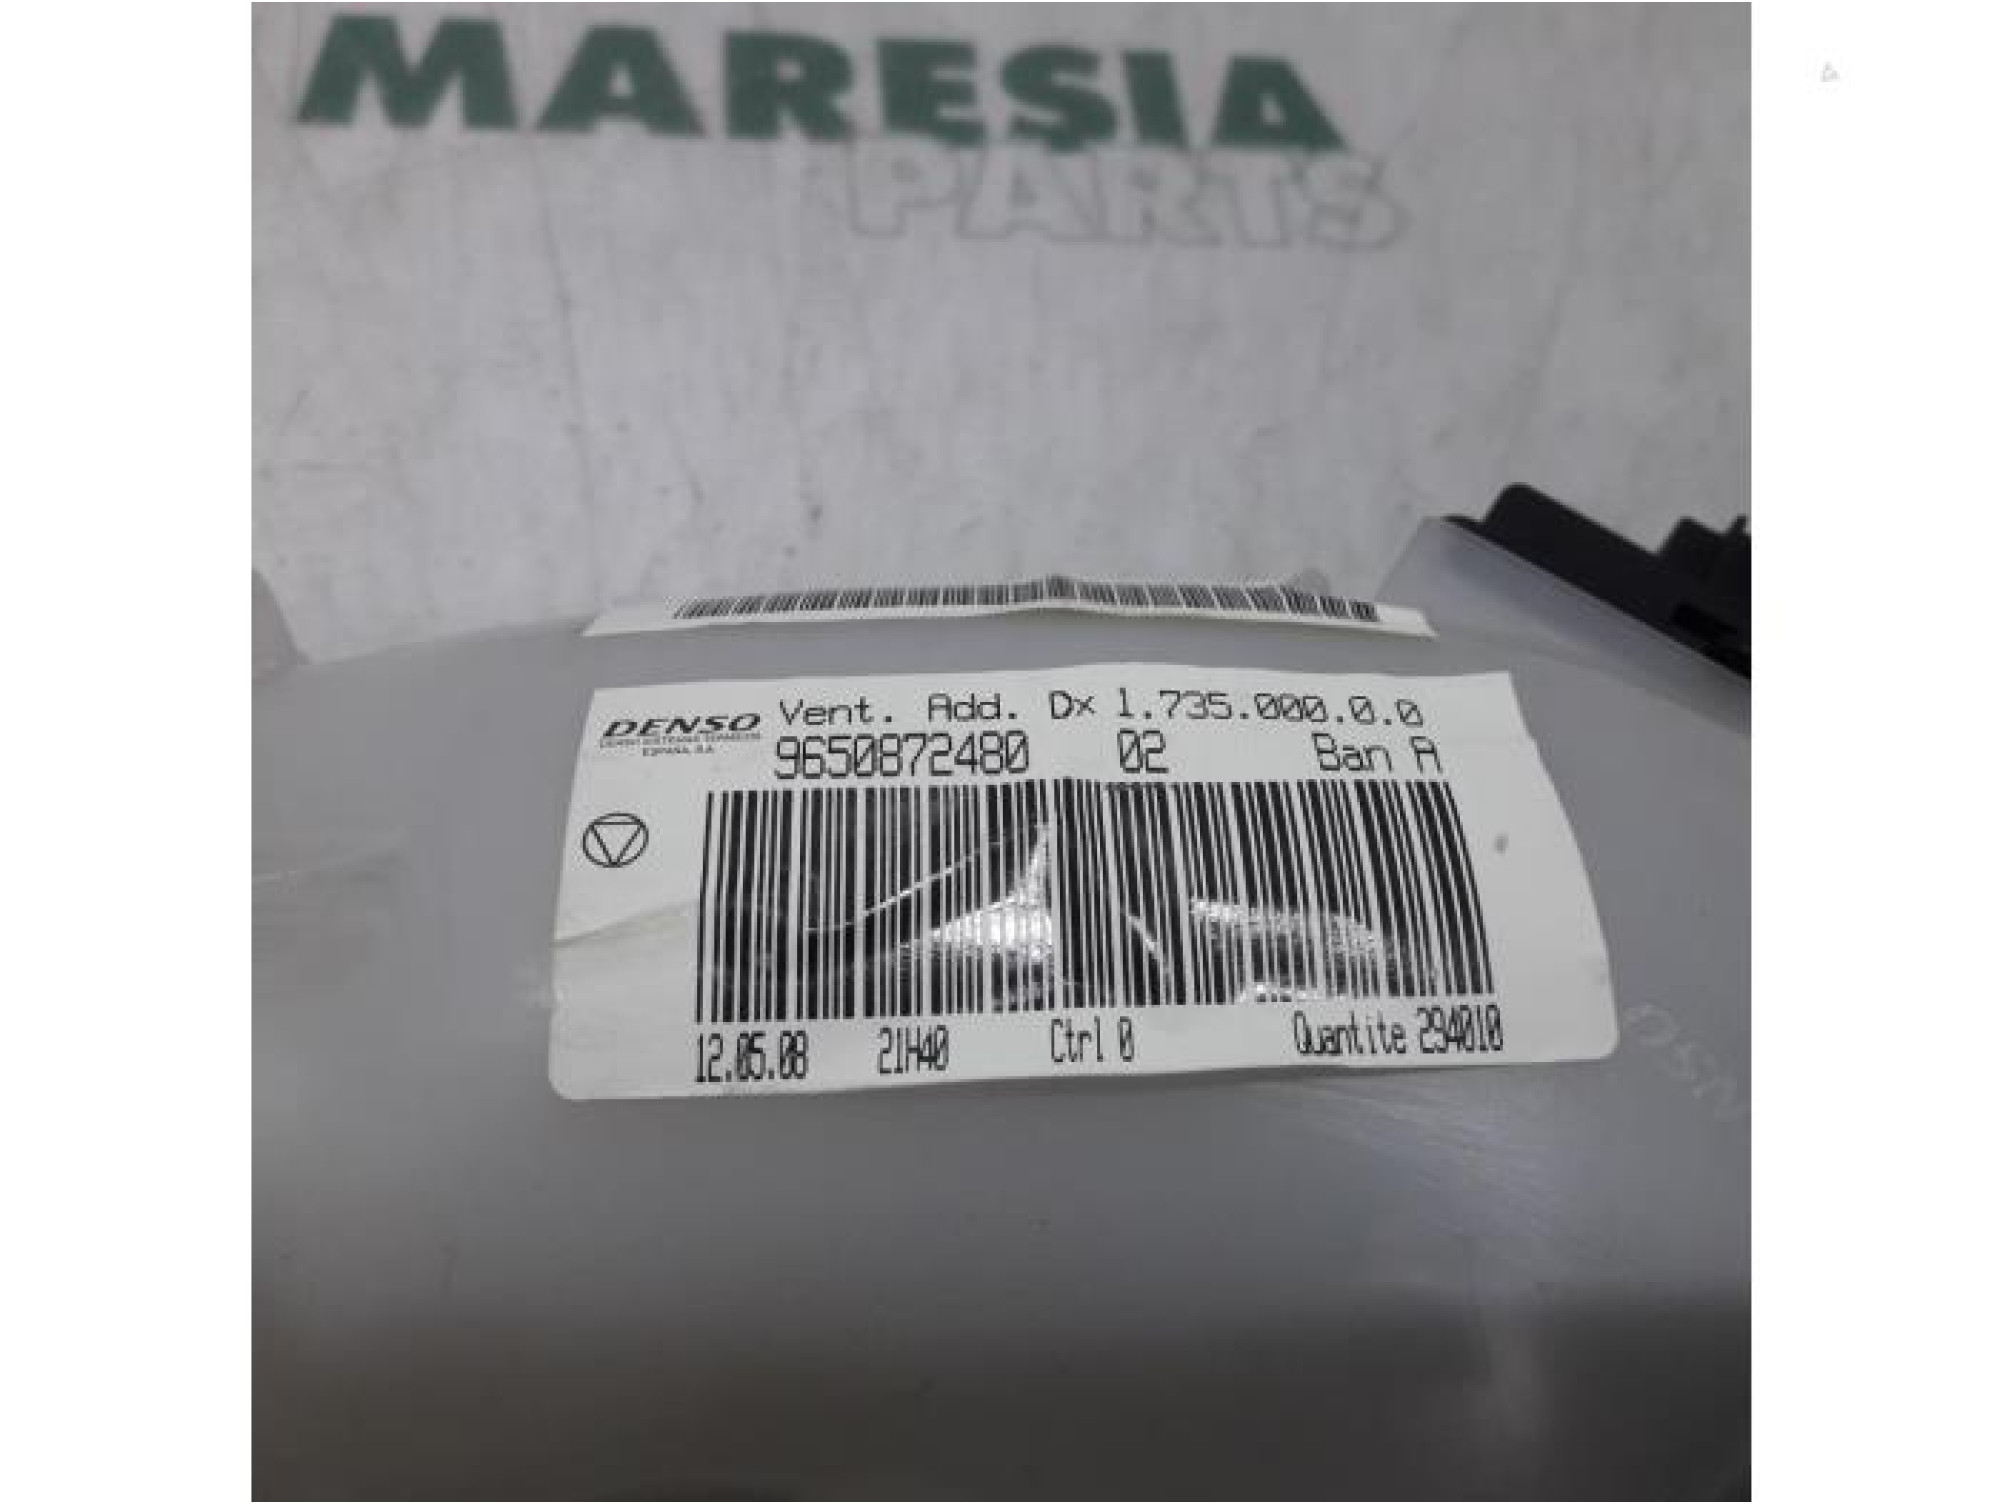 MARESIA
PARTS
DENSO Vent. Add. Dx 1.735.000.0.0
ESPAÑA, S.A.
9650872480 02 Ban A
12.05.08 21H40 Ctrl 0 Quantite 294010